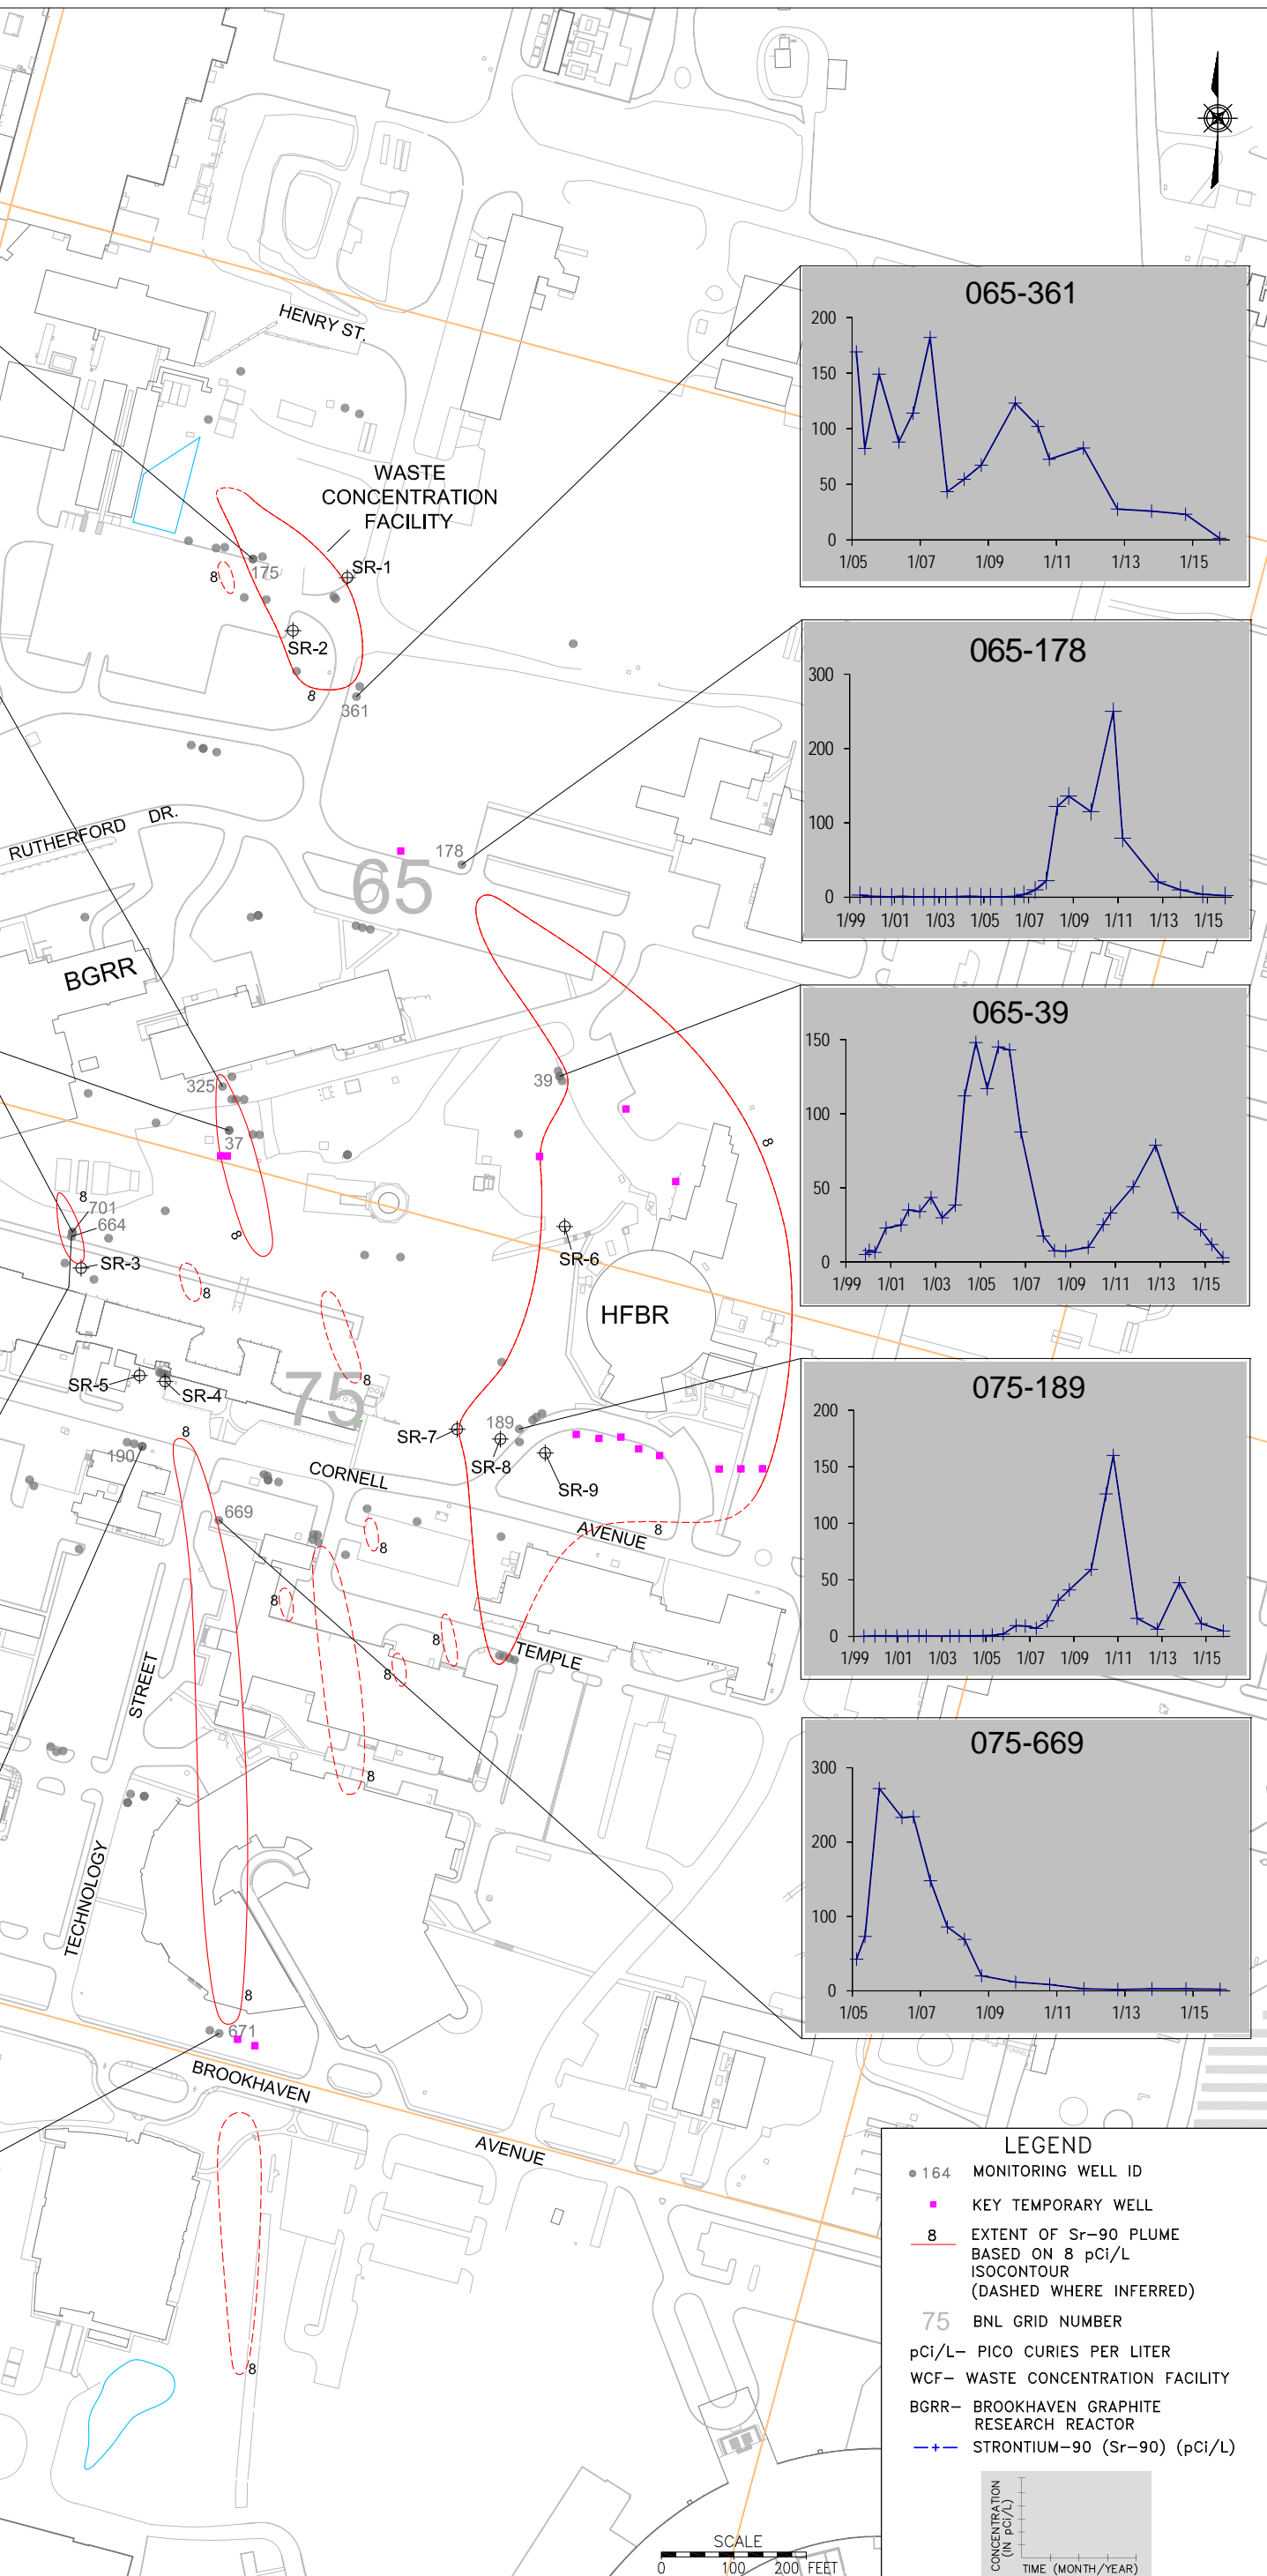 HENRY ST.
WASTE
CONCENTRATION
FACILITY
175
SR-1
8
SR-2
8
361
RUTHERFORD DR.
178
65
BGRR
325
39
37
8
8
701
664
SR-3
8
8
SR-6
HFBR
SR-5
SR-4
75
8
SR-7
189
SR-8
SR-9
8
190
CORNELL
AVENUE
8
669
8
8
8
8
TEMPLE
STREET
8
TECHNOLOGY
8
671
BROOKHAVEN
AVENUE
8
065-361
200
150
100
50
0
1/05 1/07 1/09 1/11 1/13 1/15
065-178
300
200
100
0
1/99 1/01 1/03 1/05 1/07 1/09 1/11 1/13 1/15
065-39
150
100
50
0
1/99 1/01 1/03 1/05 1/07 1/09 1/11 1/13 1/15
075-189
200
150
100
50
0
1/99 1/01 1/03 1/05 1/07 1/09 1/11 1/13 1/15
075-669
300
200
100
0
1/05 1/07 1/09 1/11 1/13 1/15
LEGEND
164 MONITORING WELL ID
KEY TEMPORARY WELL
8 EXTENT OF Sr-90 PLUME
BASED ON 8 pCi/L
ISOCONTOUR
(DASHED WHERE INFERRED)
75 BNL GRID NUMBER
pCi/L- PICO CURIES PER LITER
WCF- WASTE CONCENTRATION FACILITY
BGRR- BROOKHAVEN GRAPHITE
RESEARCH REACTOR
STRONTIUM-90 (Sr-90) (pCi/L)
CONCENTRATION
(IN pCi/L)
TIME (MONTH/YEAR)
SCALE
0 100 200 FEET